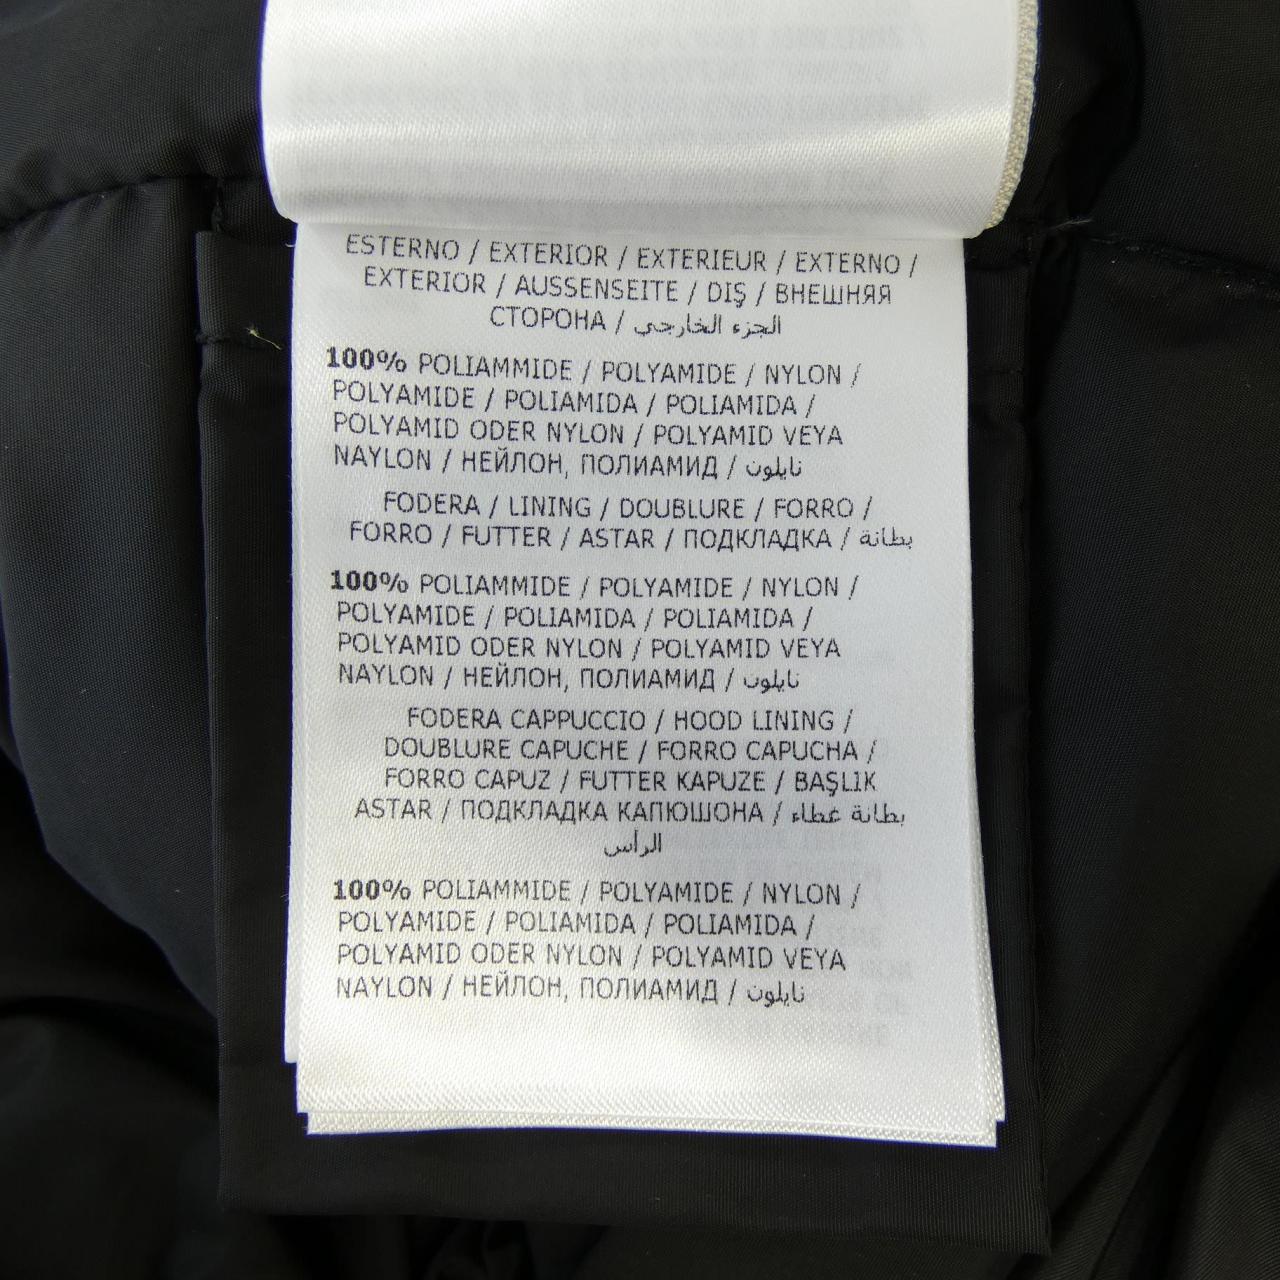 ESTERNO / EXTERIOR / EXTERIEUR / EXTERNO /
EXTERIOR / AUSSENSEITE / DIŞ / ВНЕШНЯЯ
СТОРОНА / الجزء الخارجي
100% POLIAMMIDE / POLYAMIDE / NYLON /
POLYAMIDE / POLIAMIDA / POLIAMIDA /
POLYAMID ODER NYLON / POLYAMID VEYA
NAYLON / НЕЙЛОН, ПОЛИАМИД / نايلون
FODERA / LINING / DOUBLURE / FORRO /
FORRO / FUTTER / ASTAR / ПОДКЛАДКА / بطانة
100% POLIAMMIDE / POLYAMIDE / NYLON /
POLYAMIDE / POLIAMIDA / POLIAMIDA /
POLYAMID ODER NYLON / POLYAMID VEYA
NAYLON / НЕЙЛОН, ПОЛИАМИД / نايلون
FODERA CAPPUCCIO / HOOD LINING /
DOUBLURE CAPUCHE / FORRO CAPUCHA /
FORRO CAPUZ / FUTTER KAPUZE / BAŞLIK
ASTAR / ПОДКЛАДКА КАПЮШОНА / بطانة غطاء
الرأس
100% POLIAMMIDE / POLYAMIDE / NYLON /
POLYAMIDE / POLIAMIDA / POLIAMIDA /
POLYAMID ODER NYLON / POLYAMID VEYA
NAYLON / НЕЙЛОН, ПОЛИАМИД / نايلون